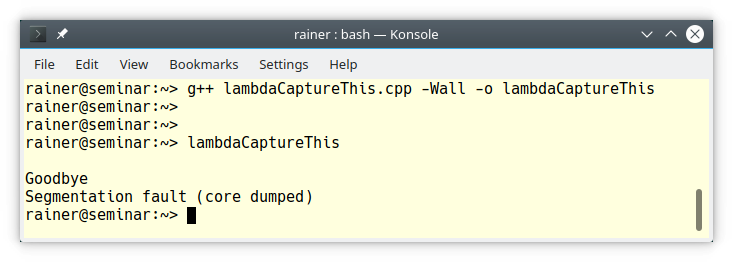 rainer : bash — Konsole
File Edit View Bookmarks Settings Help
rainer@seminar:~> g++ lambdaCaptureThis.cpp -Wall -o lambdaCaptureThis
rainer@seminar:~>
rainer@seminar:~>
rainer@seminar:~> lambdaCaptureThis
Goodbye
Segmentation fault (core dumped)
rainer@seminar:~>